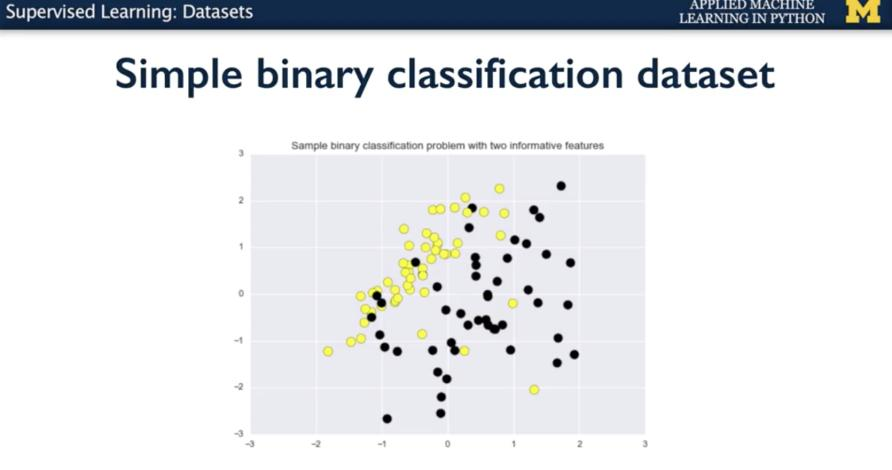 Supervised Learning: Datasets
APPLIED MACHINE
LEARNING IN PYTHON
M
Simple binary classification dataset
Sample binary classification problem with two informative features
3
2
1
0
−1
−2
−3
−3 −2 −1 0 1 2 3